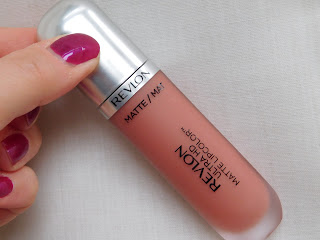 REVLON
MATTE / MAT
REVLON
ULTRA HD
MATTE LIPCOLOR™